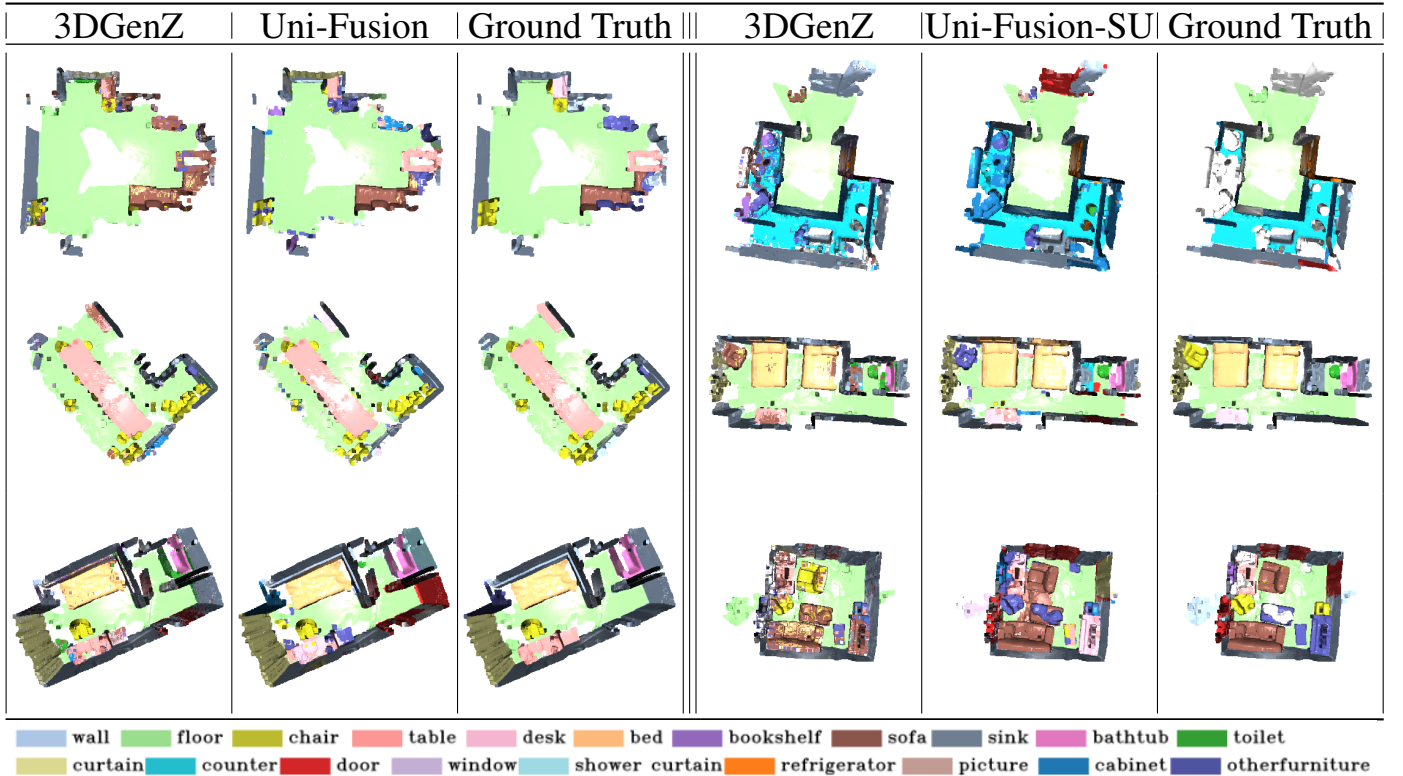 3DGenZ Uni-Fusion Ground Truth 3DGenZ Uni-Fusion-SU Ground Truth
wall floor chair table desk bed bookshelf sofa sink bathtub toilet
curtain counter door window shower curtain refrigerator picture cabinet otherfurniture